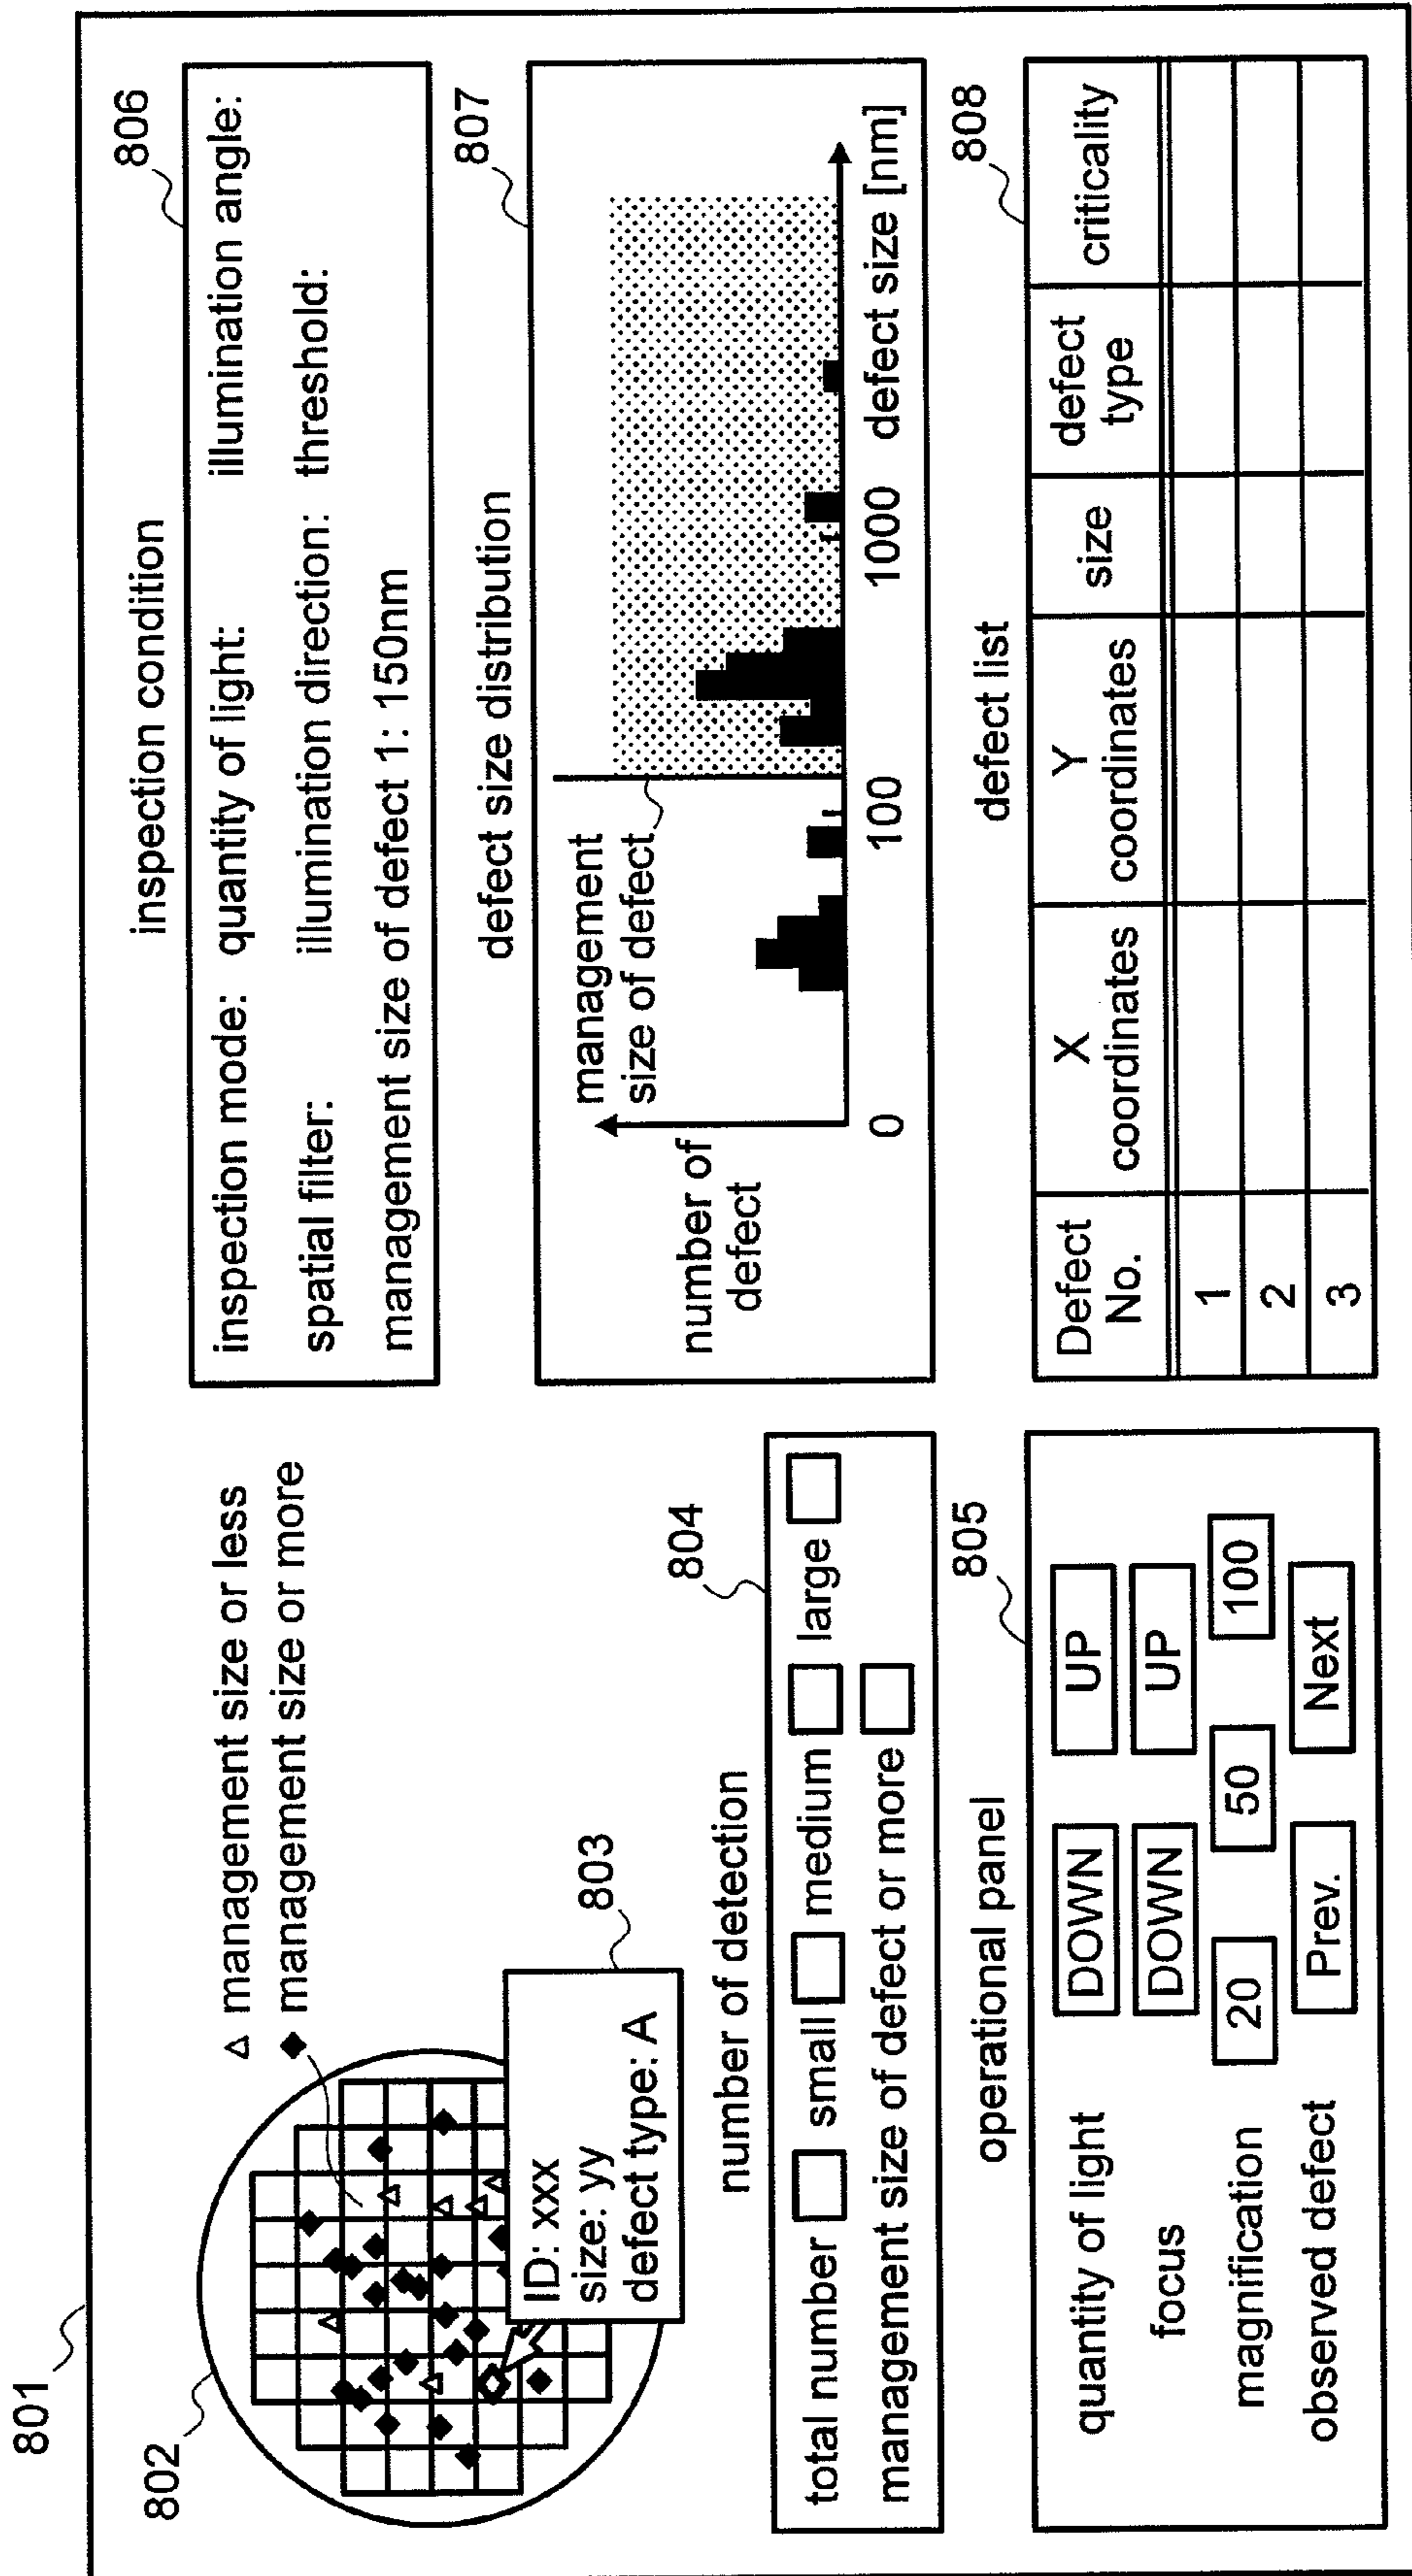 801
802
△ management size or less
◆ management size or more
803
ID: xxx
size: yy
defect type: A
number of detection
804
total number small medium large
management size of defect or more
operational panel
805
quantity of light DOWN UP
focus DOWN UP
magnification 20 50 100
observed defect Prev. Next
inspection condition
806
inspection mode: quantity of light: illumination angle:
spatial filter: illumination direction: threshold:
management size of defect 1: 150nm
defect size distribution
807
number of
defect
management
size of defect
0 100 1000 defect size [nm]
defect list
808
Defect
No.
X
coordinates
Y
coordinates
size
defect
type
criticality
1
2
3